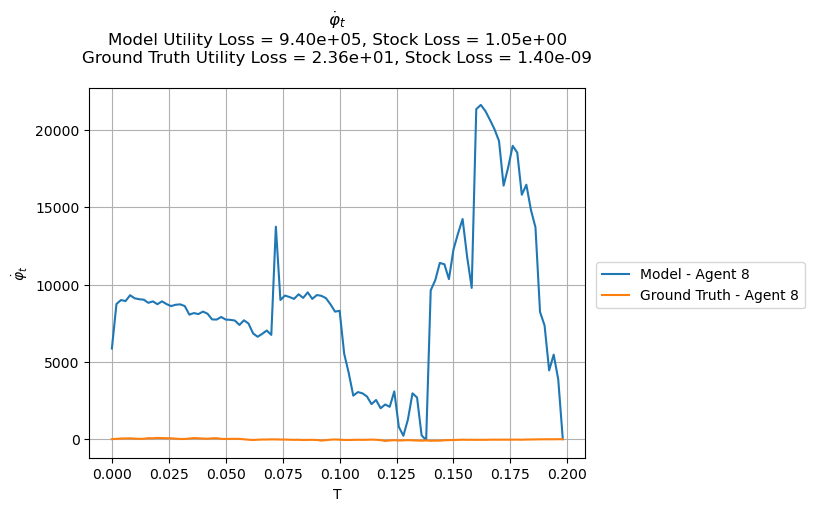 φ̇ₜ
Model Utility Loss = 9.40e+05, Stock Loss = 1.05e+00
Ground Truth Utility Loss = 2.36e+01, Stock Loss = 1.40e-09
20000
15000
10000
5000
0
φ̇ₜ
0.000 0.025 0.050 0.075 0.100 0.125 0.150 0.175 0.200
T
Model - Agent 8
Ground Truth - Agent 8